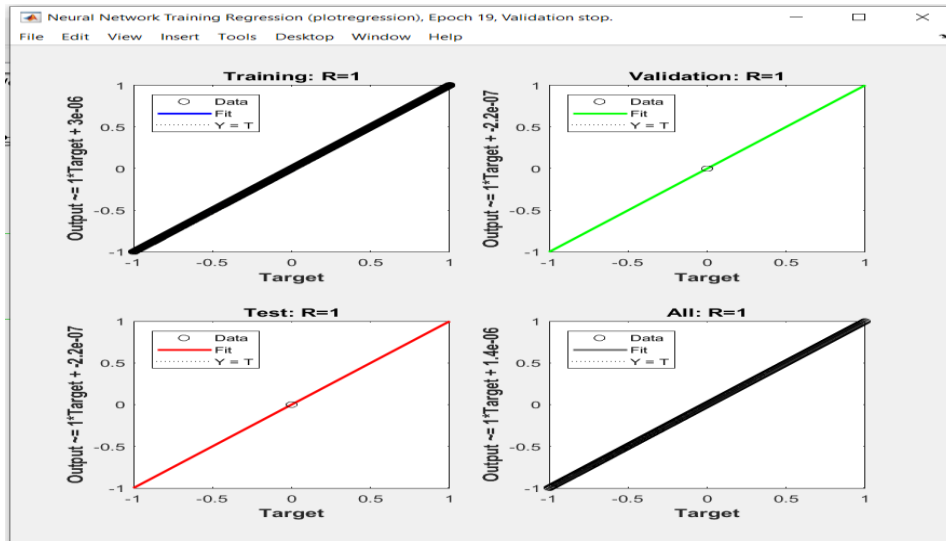 Neural Network Training Regression (plotregression), Epoch 19, Validation stop.
File Edit View Insert Tools Desktop Window Help
Training: R=1
Output ~= 1*Target + 3e-06
1
0.5
0
-0.5
-1
Data
Fit
Y = T
-1 -0.5 0 0.5 1
Target
Validation: R=1
Output ~= 1*Target + -2.2e-07
1
0.5
0
-0.5
-1
Data
Fit
Y = T
-1 -0.5 0 0.5 1
Target
Test: R=1
Output ~= 1*Target + -2.2e-07
1
0.5
0
-0.5
-1
Data
Fit
Y = T
-1 -0.5 0 0.5 1
Target
All: R=1
Output ~= 1*Target + 1.4e-06
1
0.5
0
-0.5
-1
Data
Fit
Y = T
-1 -0.5 0 0.5 1
Target